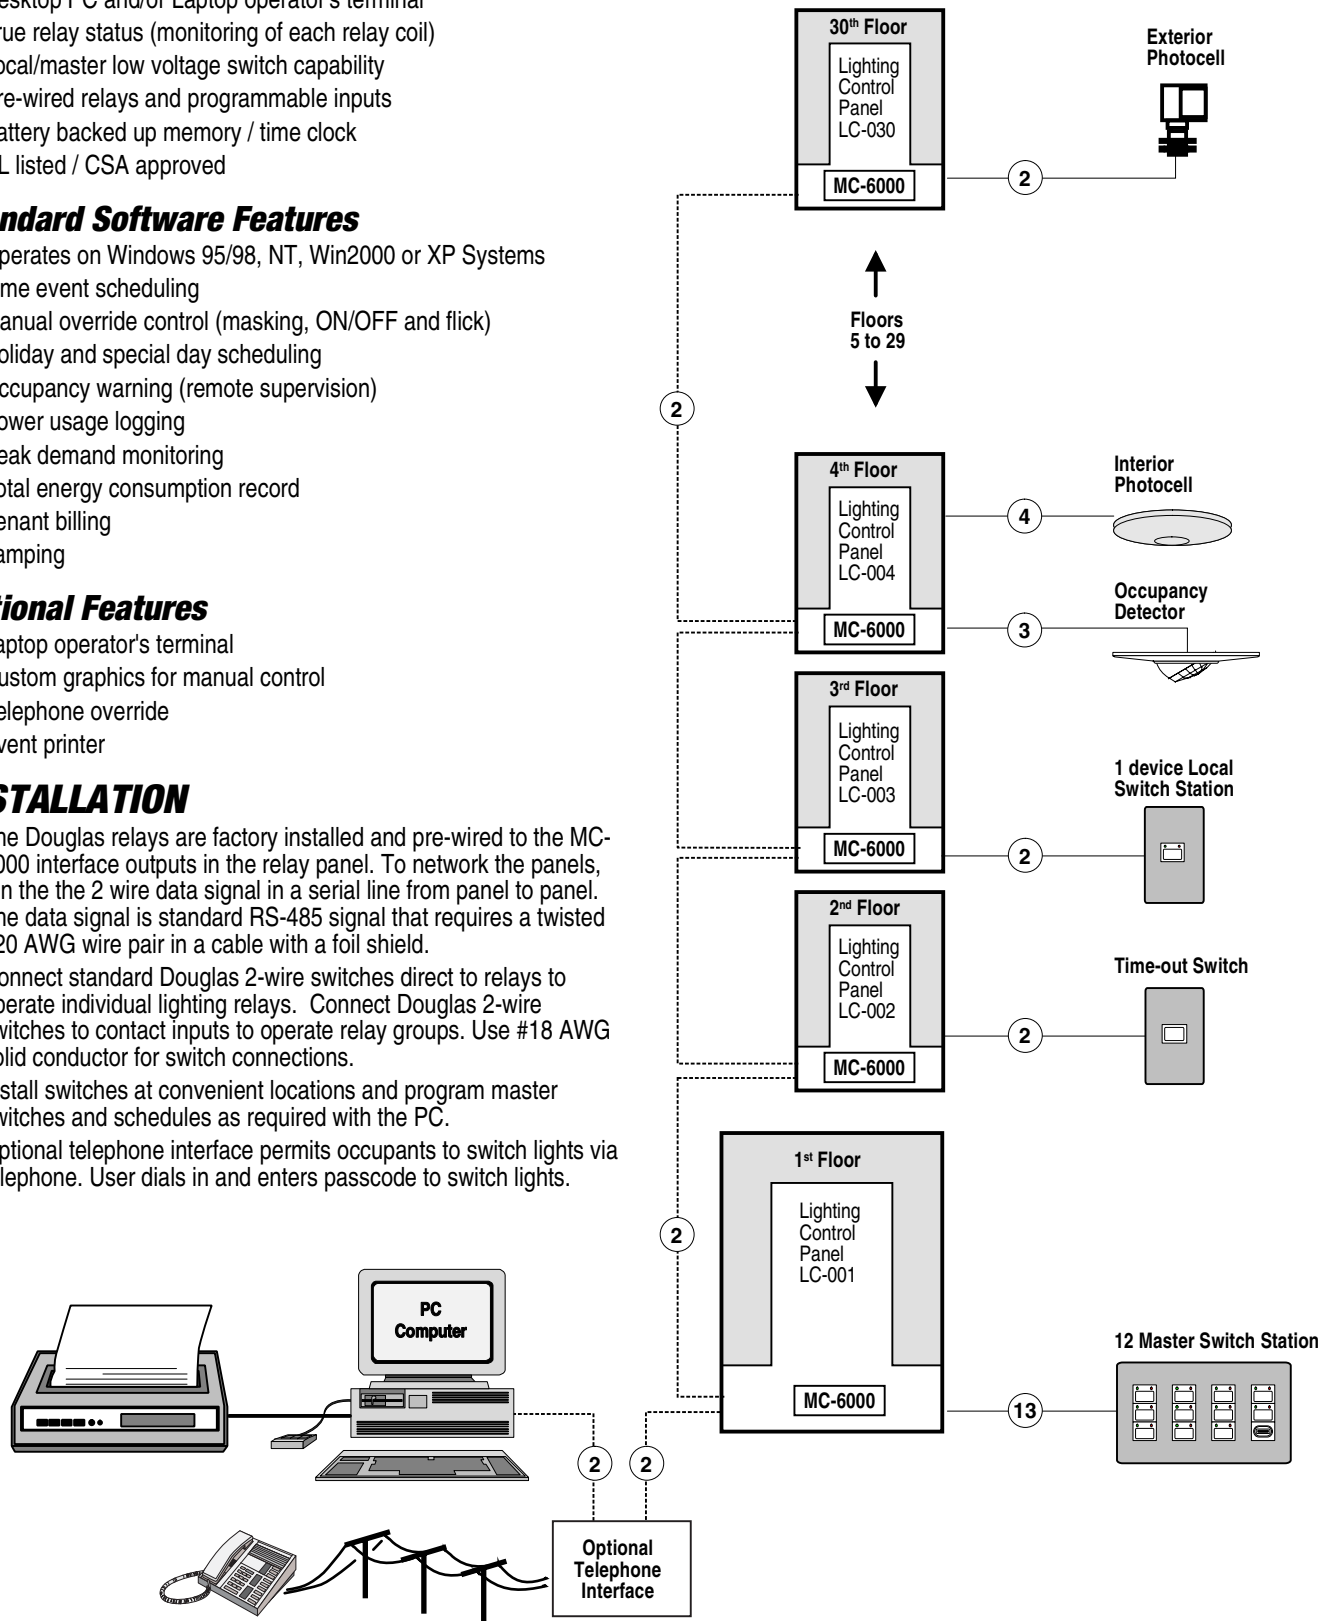 esktop PC and/or Laptop operator's terminal
rue relay status (monitoring of each relay coil)
ocal/master low voltage switch capability
re-wired relays and programmable inputs
attery backed up memory / time clock
L listed / CSA approved
ndard Software Features
perates on Windows 95/98, NT, Win2000 or XP Systems
ime event scheduling
anual override control (masking, ON/OFF and flick)
oliday and special day scheduling
ccupancy warning (remote supervision)
ower usage logging
eak demand monitoring
otal energy consumption record
enant billing
amping
tional Features
aptop operator's terminal
ustom graphics for manual control
elephone override
vent printer
STALLATION
he Douglas relays are factory installed and pre-wired to the MC-
000 interface outputs in the relay panel. To network the panels,
n the the 2 wire data signal in a serial line from panel to panel.
he data signal is standard RS-485 signal that requires a twisted
20 AWG wire pair in a cable with a foil shield.
onnect standard Douglas 2-wire switches direct to relays to
perate individual lighting relays. Connect Douglas 2-wire
witches to contact inputs to operate relay groups. Use #18 AWG
olid conductor for switch connections.
stall switches at convenient locations and program master
witches and schedules as required with the PC.
ptional telephone interface permits occupants to switch lights via
elephone. User dials in and enters passcode to switch lights.
30th Floor
Lighting
Control
Panel
LC-030
MC-6000
2
Exterior
Photocell
Floors
5 to 29
2
4th Floor
Lighting
Control
Panel
LC-004
MC-6000
4
Interior
Photocell
3
Occupancy
Detector
3rd Floor
Lighting
Control
Panel
LC-003
MC-6000
2
1 device Local
Switch Station
2nd Floor
Lighting
Control
Panel
LC-002
MC-6000
2
Time-out Switch
2
1st Floor
Lighting
Control
Panel
LC-001
MC-6000
13
12 Master Switch Station
PC
Computer
2
2
Optional
Telephone
Interface